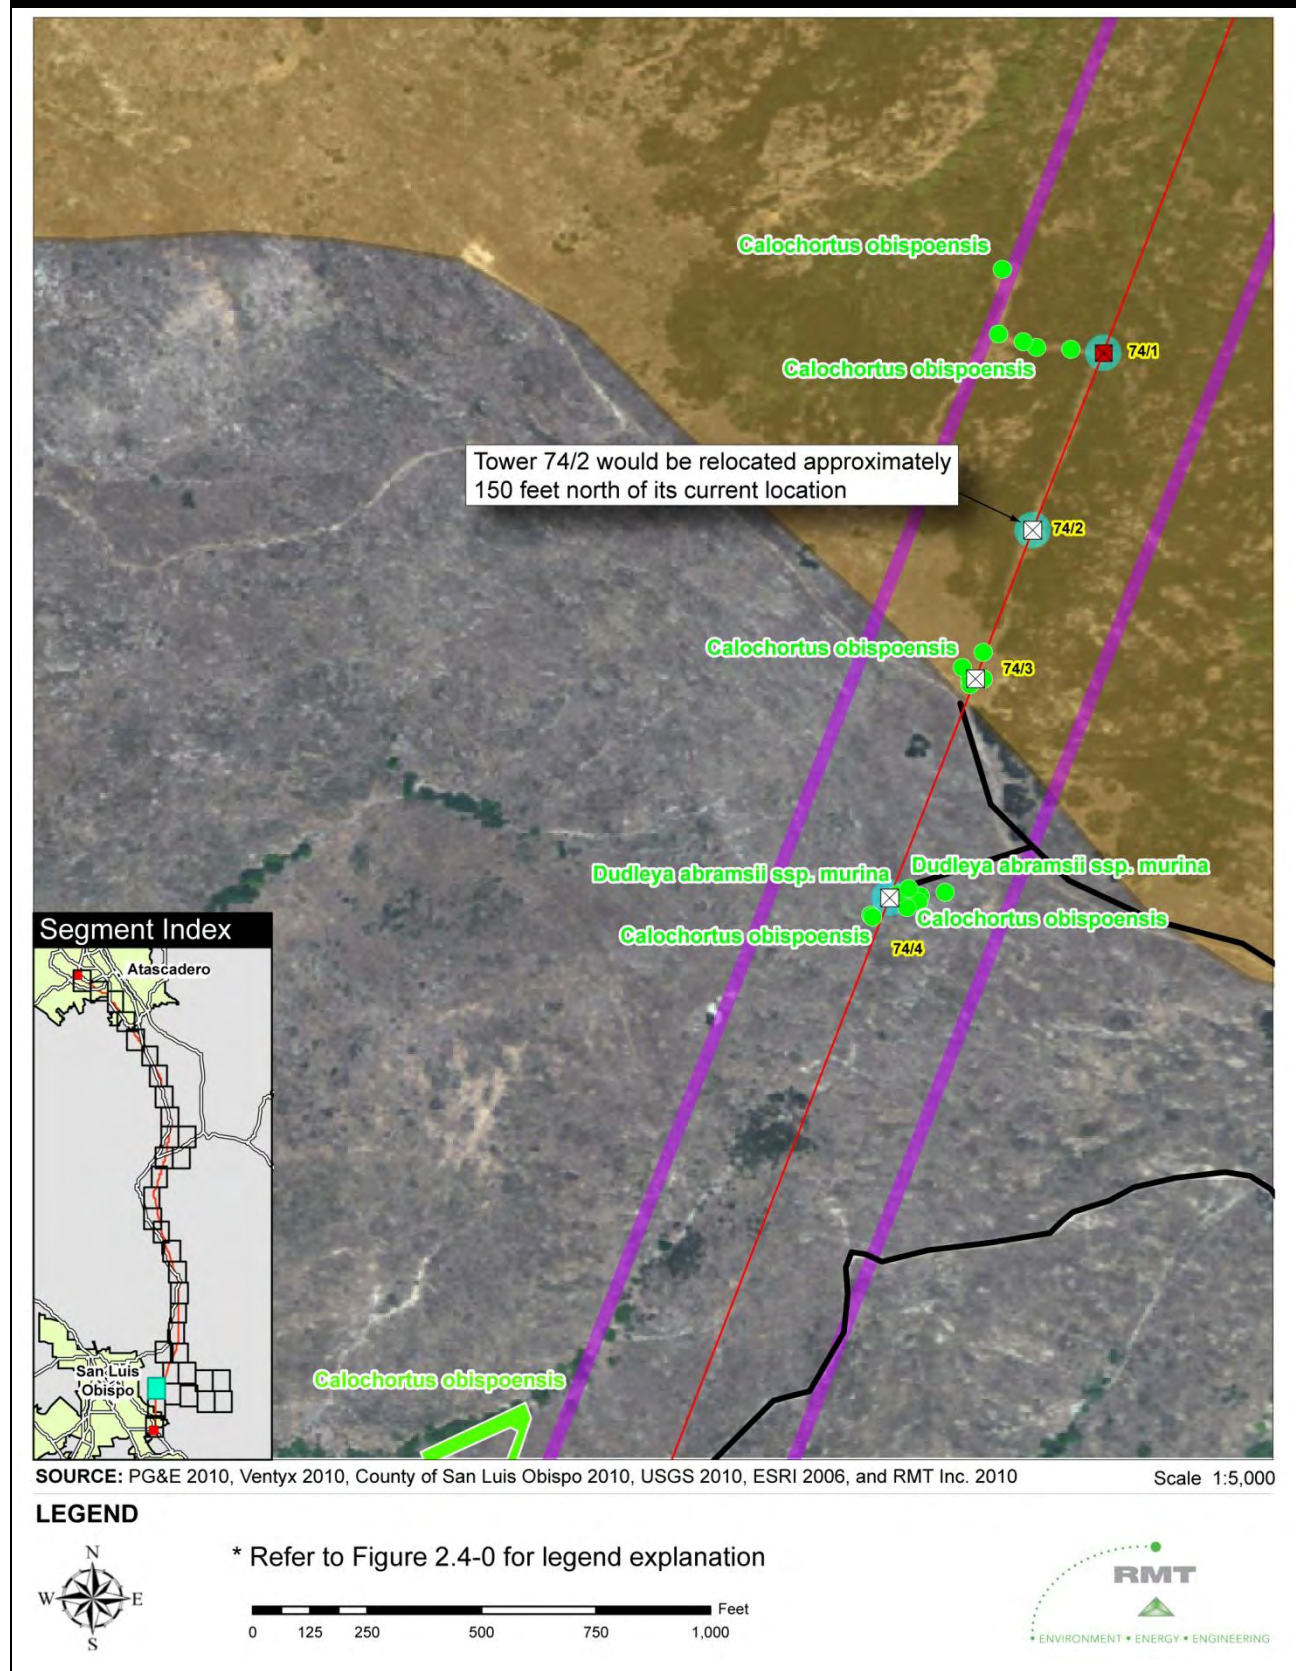 Calochortus obispoensis
74/1
Calochortus obispoensis
Tower 74/2 would be relocated approximately
150 feet north of its current location
74/2
Calochortus obispoensis
74/3
Dudleya abramsii ssp. murina
Dudleya abramsii ssp. murina
Calochortus obispoensis
Calochortus obispoensis
74/4
Segment Index
Atascadero
San Luis
Obispo
Calochortus obispoensis
SOURCE: PG&E 2010, Ventyx 2010, County of San Luis Obispo 2010, USGS 2010, ESRI 2006, and RMT Inc. 2010
Scale 1:5,000
LEGEND
N
W E
S
* Refer to Figure 2.4-0 for legend explanation
Feet
0 125 250 500 750 1,000
RMT
• ENVIRONMENT • ENERGY • ENGINEERING